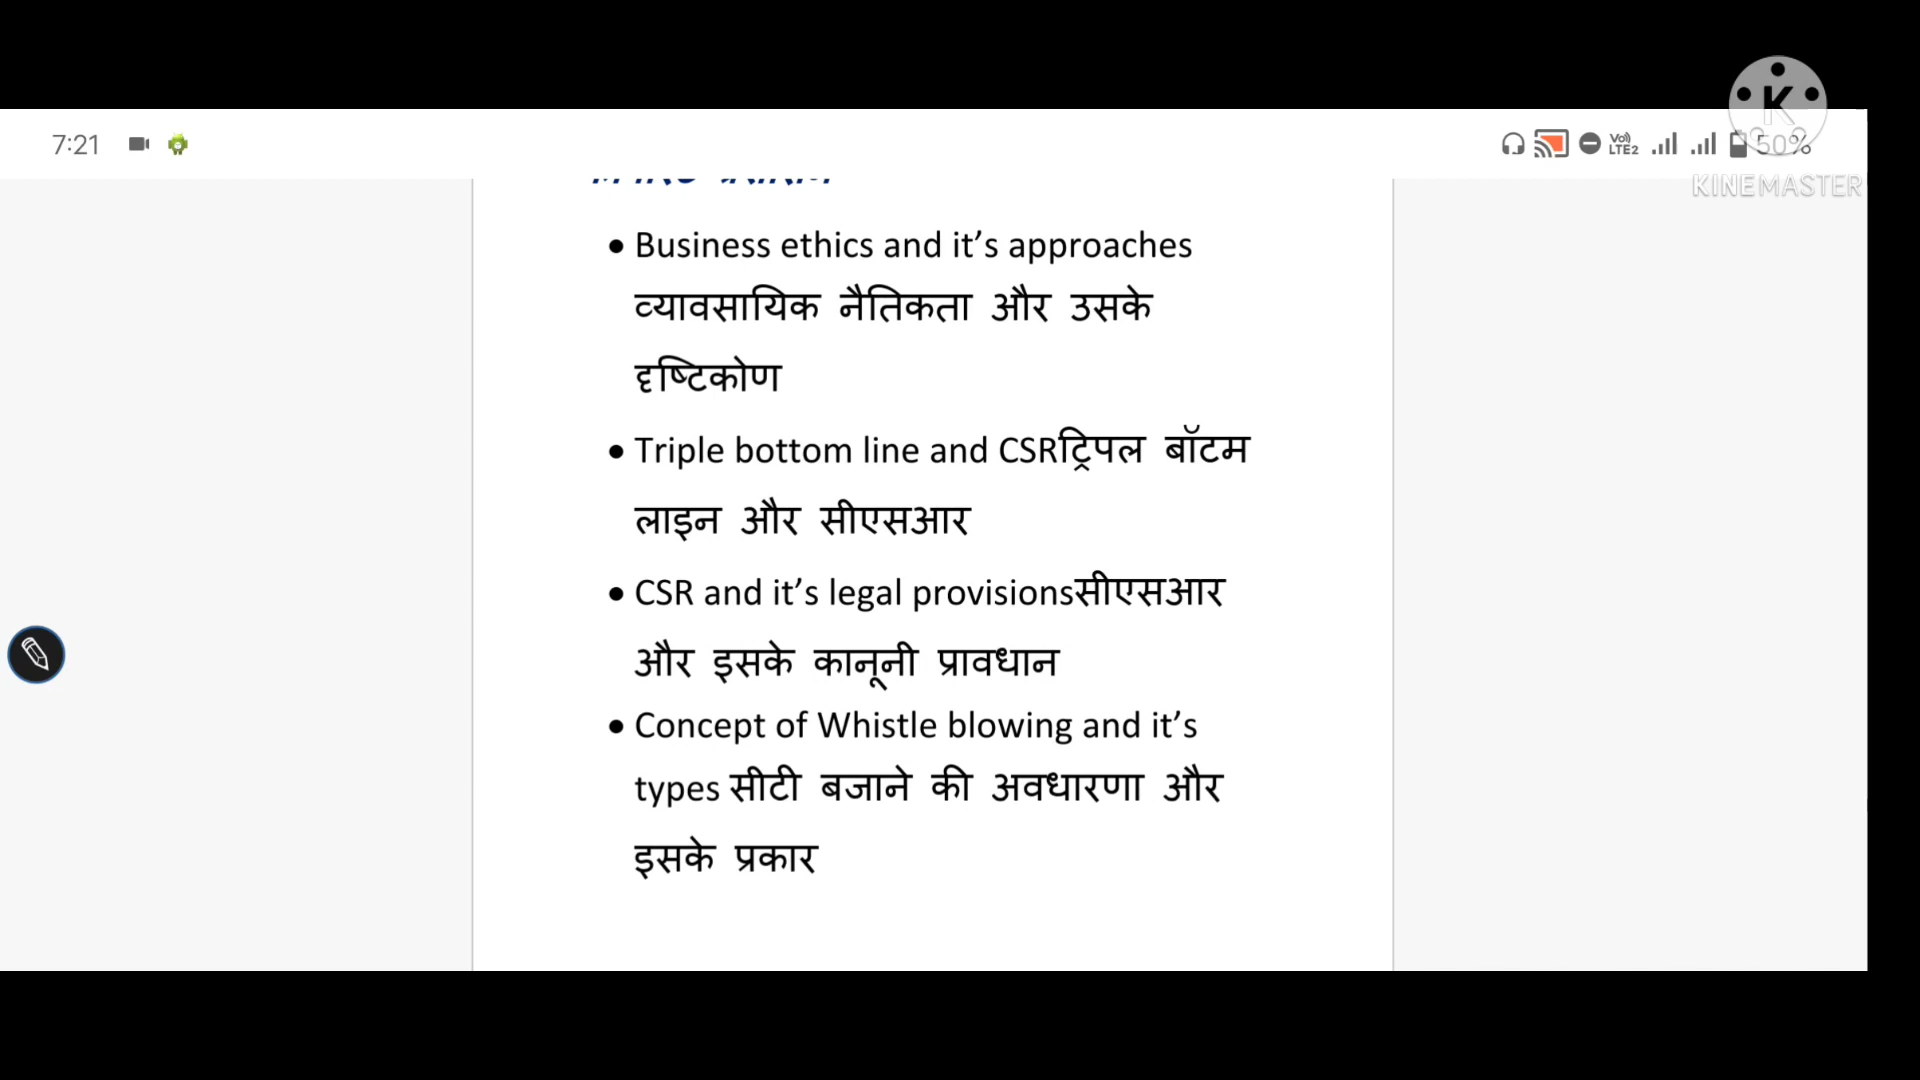 7:21
Vo)) LTE2
50%
K
KINEMASTER
• Business ethics and it’s approaches
व्यावसायिक नैतिकता और उसके
दृष्टिकोण
• Triple bottom line and CSRट्रिपल बॉटम
लाइन और सीएसआर
• CSR and it’s legal provisionsसीएसआर
और इसके कानूनी प्रावधान
• Concept of Whistle blowing and it’s
types सीटी बजाने की अवधारणा और
इसके प्रकार